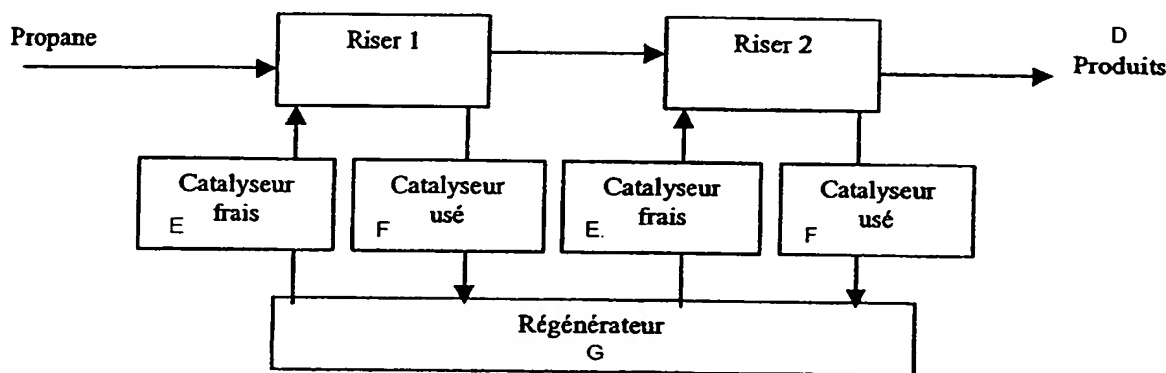 Propane
Riser 1
Riser 2
D
Produits
Catalyseur
frais
E
Catalyseur
usé
F
Catalyseur
frais
E.
Catalyseur
usé
F
Régénérateur
G